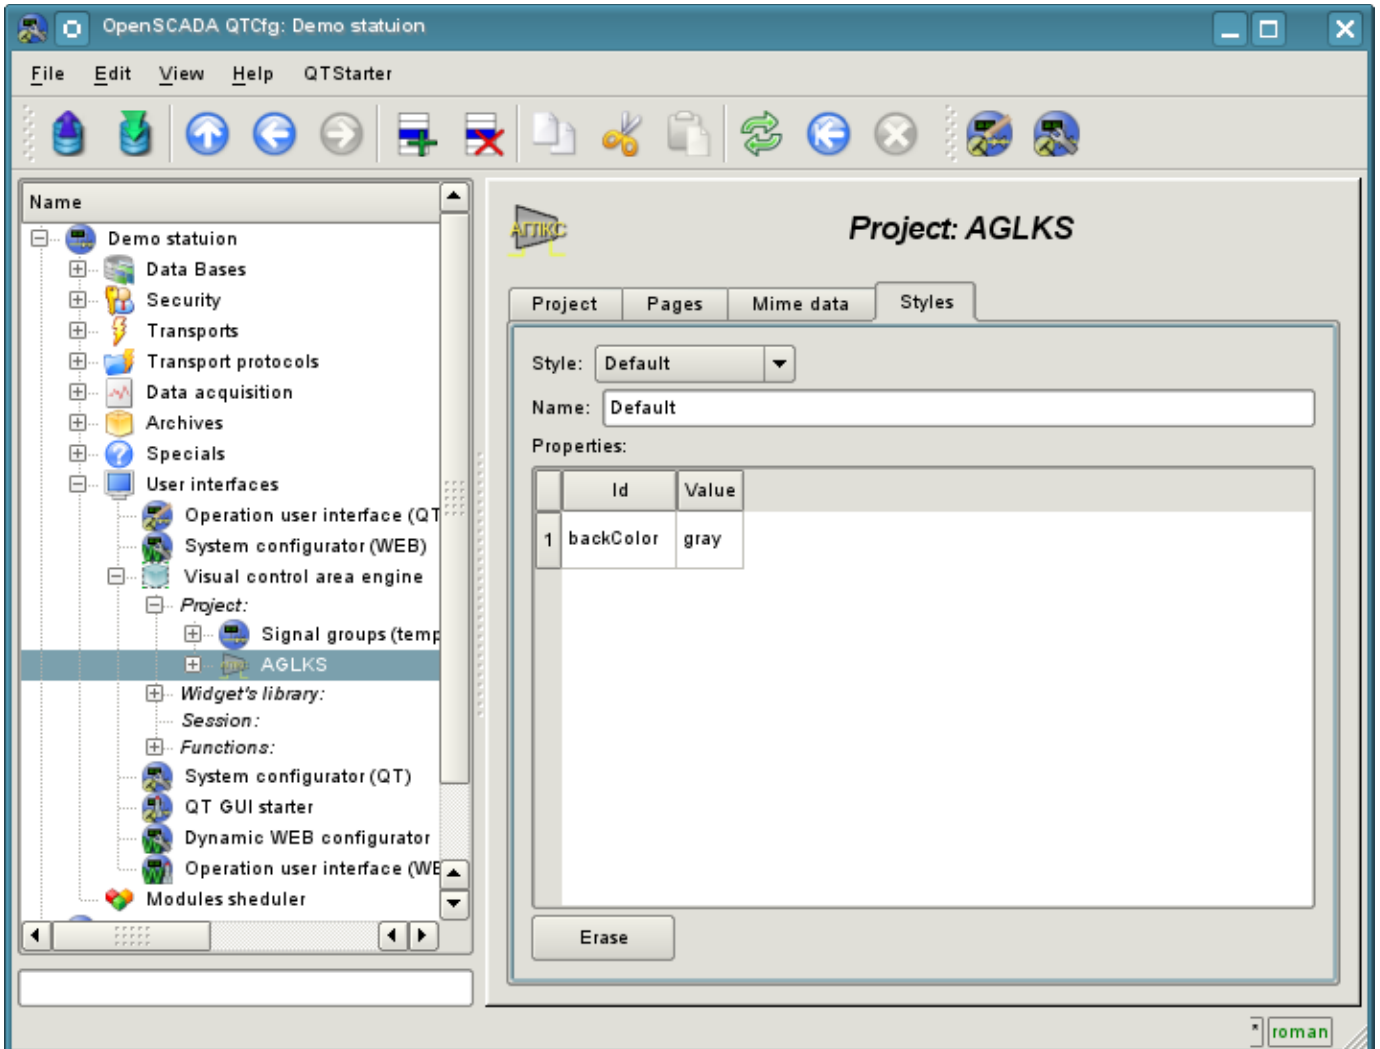 OpenSCADA QTCfg: Demo statuion
File Edit View Help QTStarter
Name
Demo statuion
Data Bases
Security
Transports
Transport protocols
Data acquisition
Archives
Specials
User interfaces
Operation user interface (QT
System configurator (WEB)
Visual control area engine
Project:
Signal groups (temp
AGLKS
Widget's library:
Session:
Functions:
System configurator (QT)
QT GUI starter
Dynamic WEB configurator
Operation user interface (WE
Modules sheduler
АГЛКС
Project: AGLKS
Project Pages Mime data Styles
Style: Default
Name: Default
Properties:
Id Value
1 backColor gray
Erase
* roman